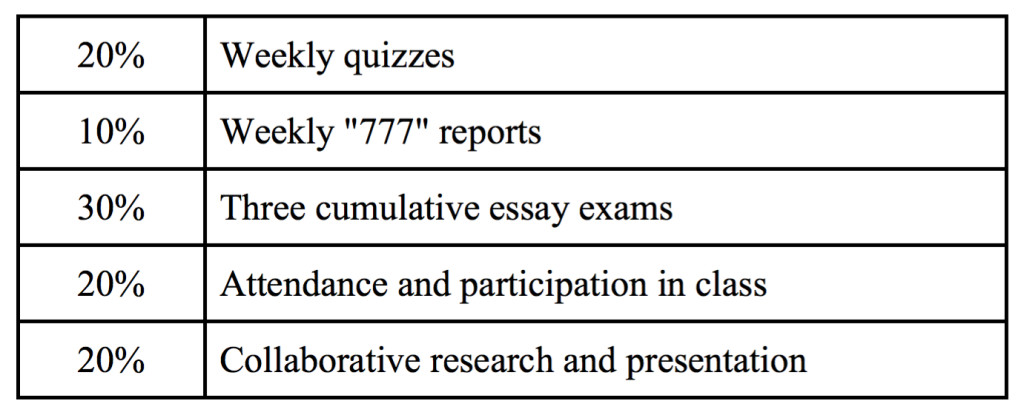 20% Weekly quizzes
10% Weekly "777" reports
30% Three cumulative essay exams
20% Attendance and participation in class
20% Collaborative research and presentation